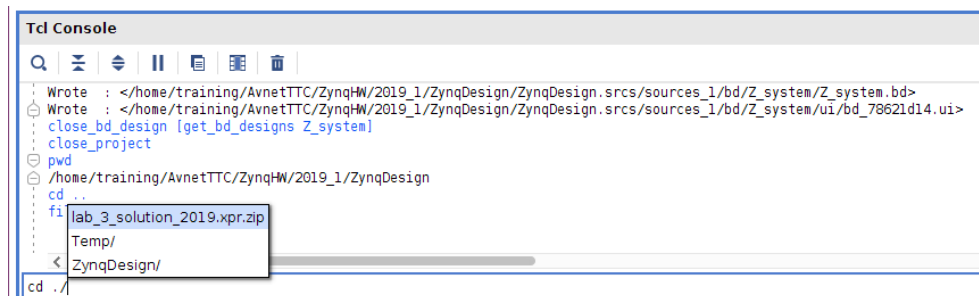 Tcl Console
Wrote  : </home/training/AvnetTTC/ZynqHW/2019_1/ZynqDesign/ZynqDesign.srcs/sources_1/bd/Z_system/Z_system.bd>
Wrote  : </home/training/AvnetTTC/ZynqHW/2019_1/ZynqDesign/ZynqDesign.srcs/sources_1/bd/Z_system/ui/bd_78621d14.ui>
close_bd_design [get_bd_designs Z_system]
close_project
pwd
/home/training/AvnetTTC/ZynqHW/2019_1/ZynqDesign
cd ..
fi
lab_3_solution_2019.xpr.zip
Temp/
ZynqDesign/
cd ./